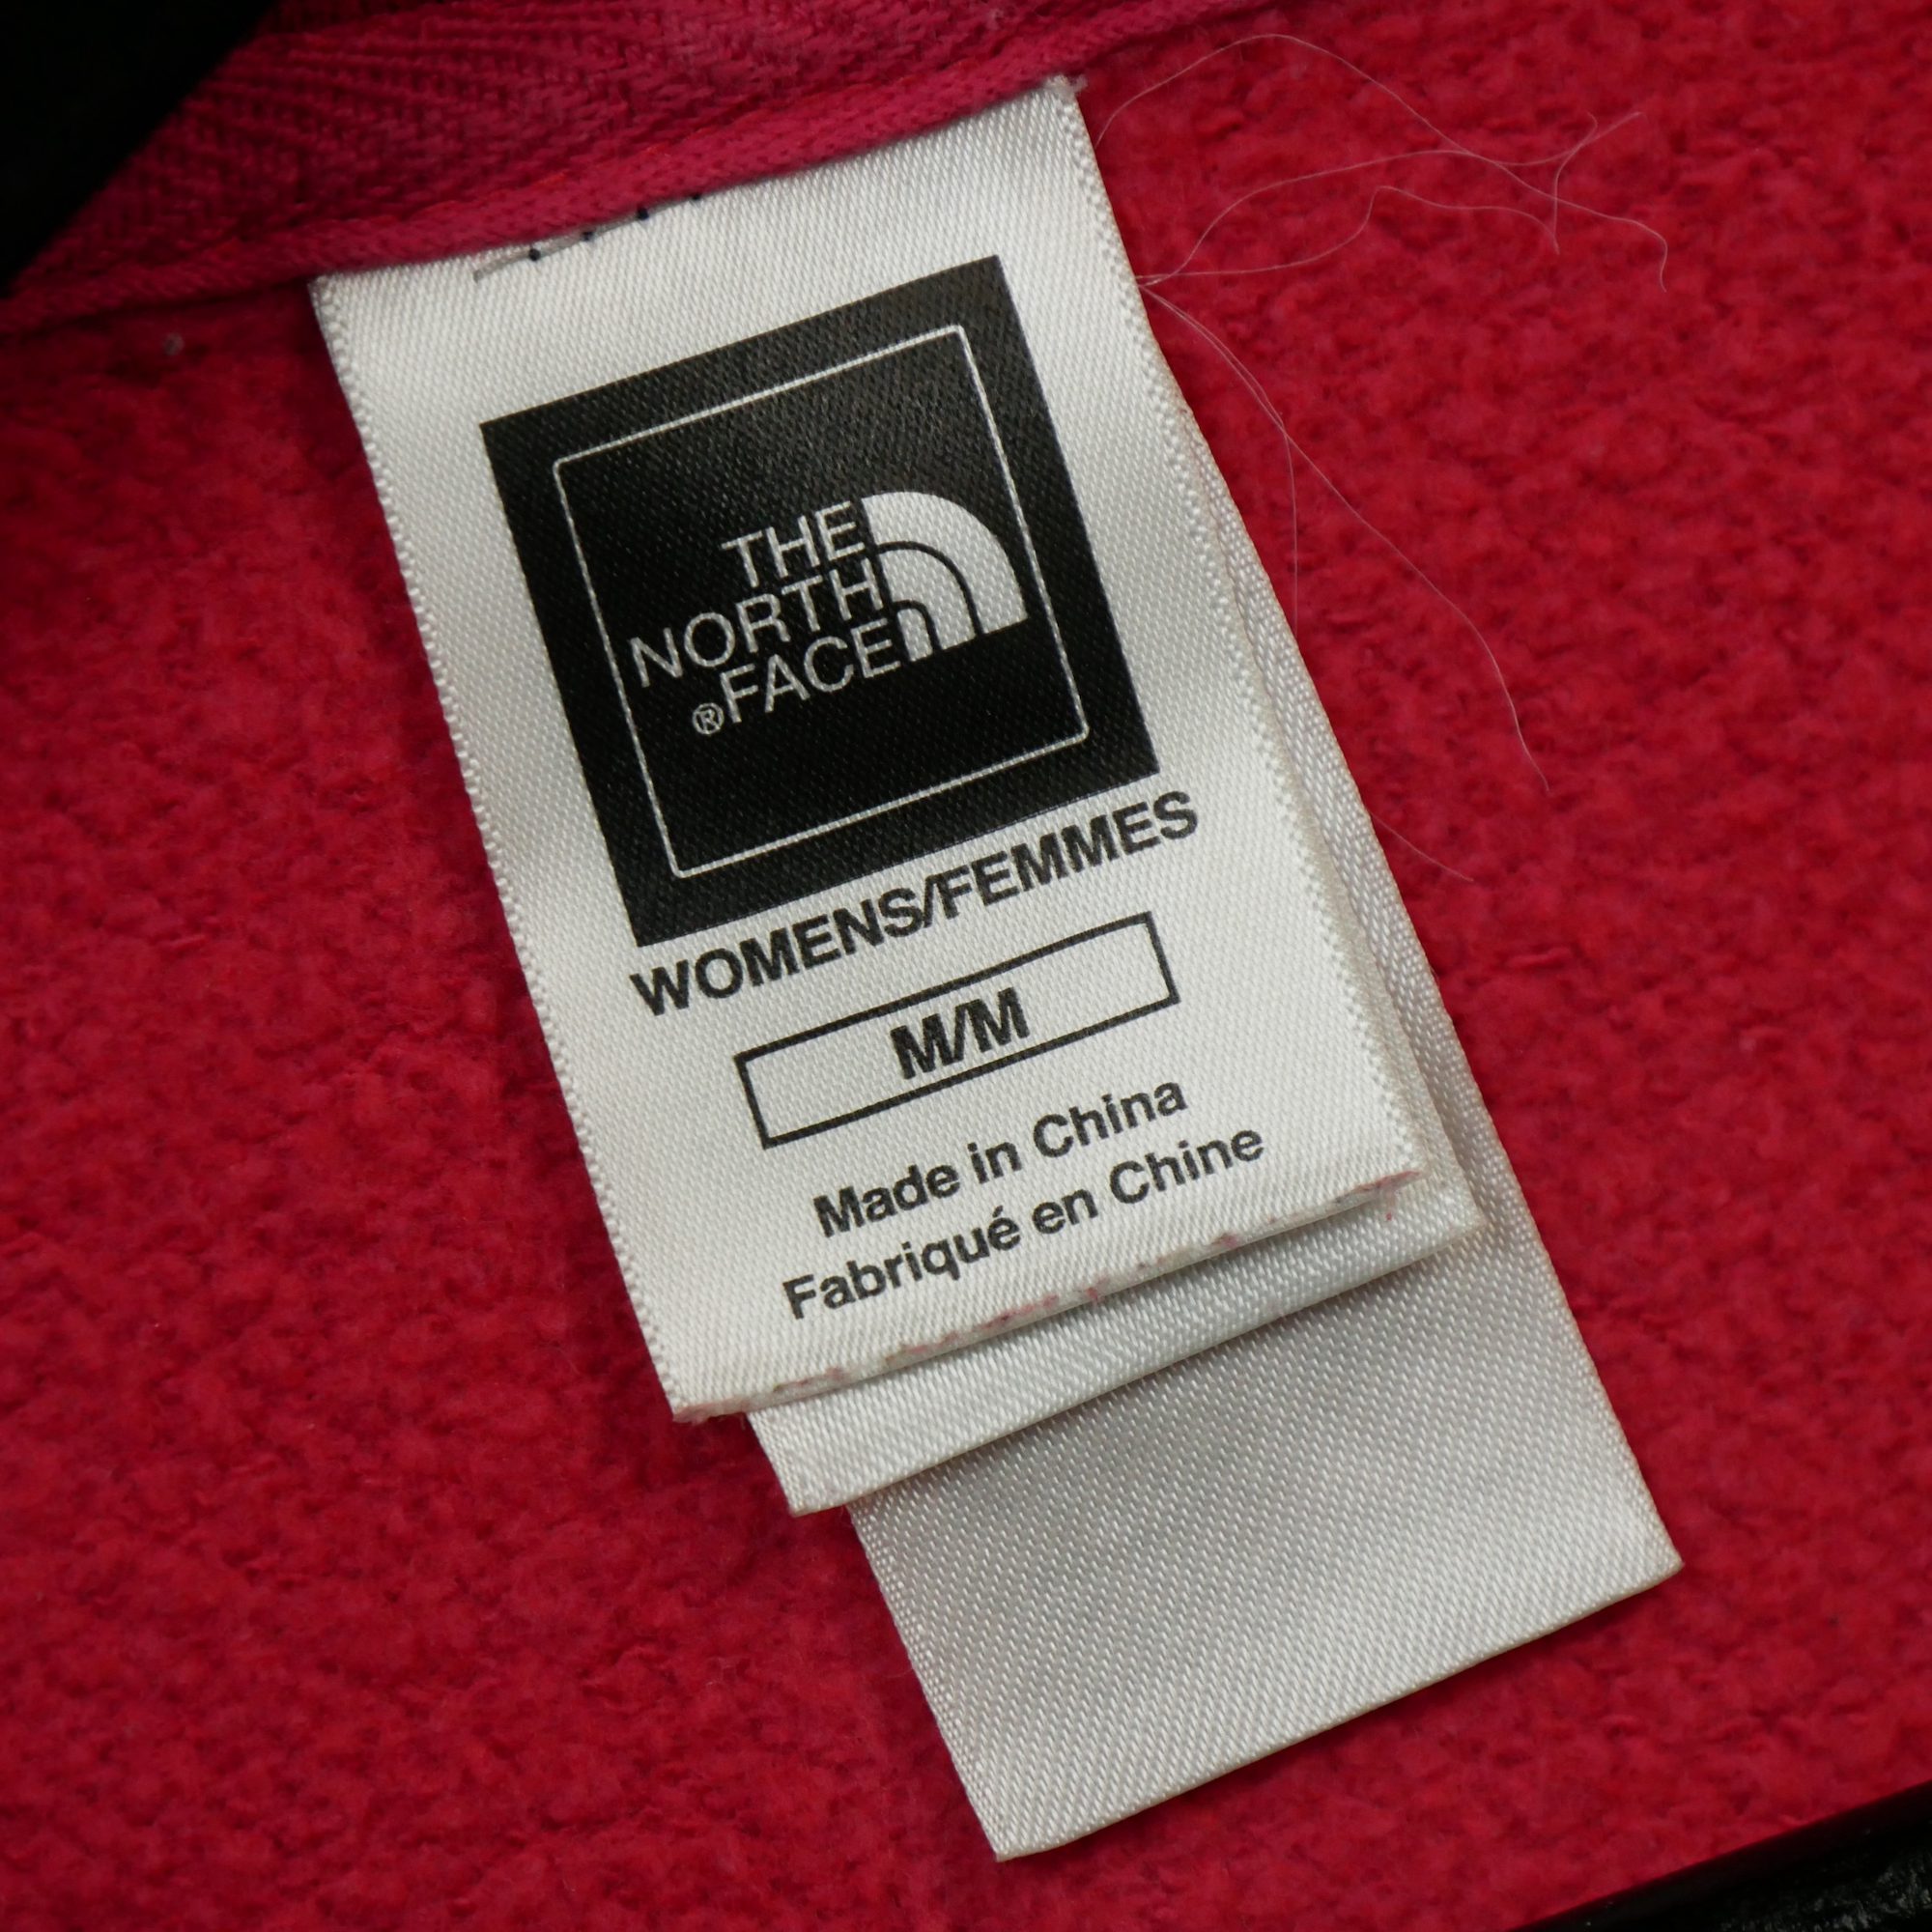 THE
NORTH
®FACE
WOMENS/FEMMES
M/M
Made in China
Fabriqué en Chine